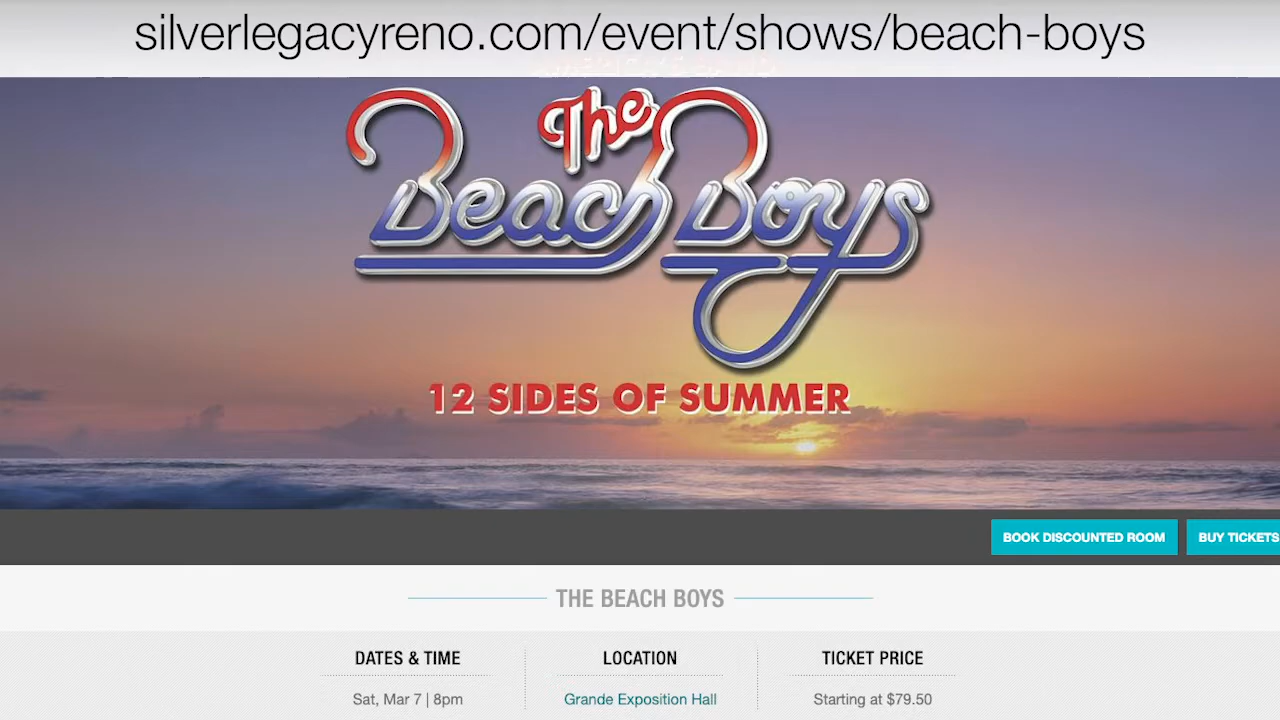 silverlegacyreno.com/event/shows/beach-boys
The
Beach Boys
12 SIDES OF SUMMER
BOOK DISCOUNTED ROOM
BUY TICKETS
THE BEACH BOYS
DATES & TIME
LOCATION
TICKET PRICE
Sat, Mar 7 | 8pm
Grande Exposition Hall
Starting at $79.50